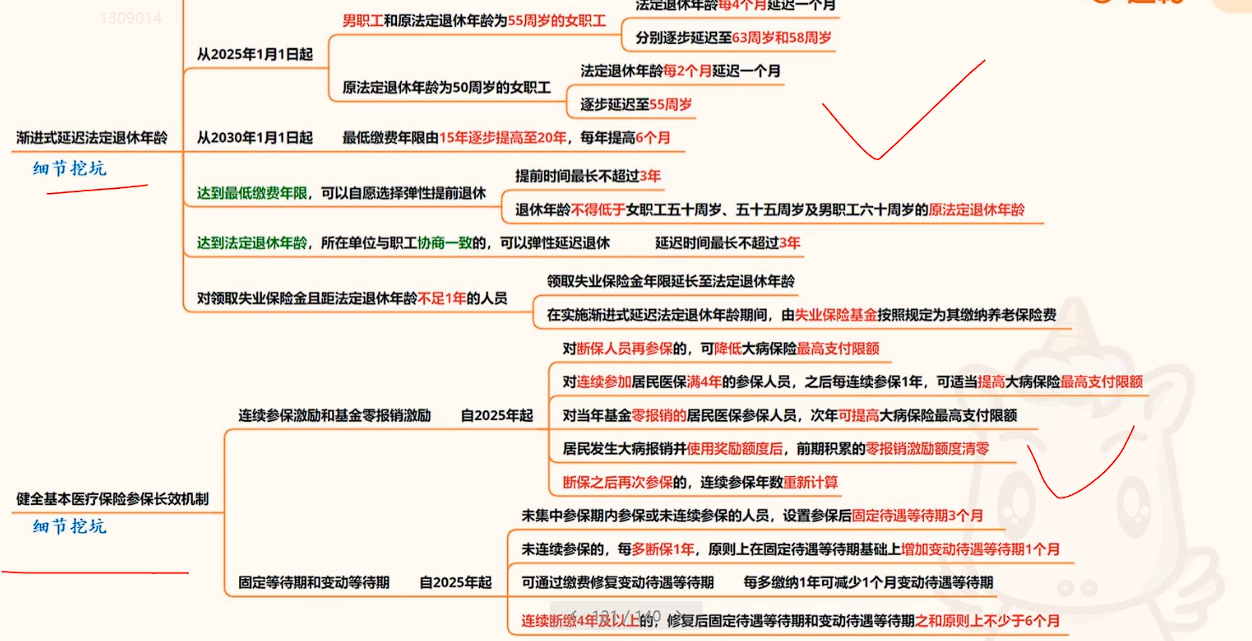 1309014
法定退休年龄每4个月延迟一个月
男职工和原法定退休年龄为55周岁的女职工
分别逐步延迟至63周岁和58周岁
从2025年1月1日起
法定退休年龄每2个月延迟一个月
原法定退休年龄为50周岁的女职工
逐步延迟至55周岁
渐进式延迟法定退休年龄
细节挖坑
从2030年1月1日起 最低缴费年限由15年逐步提高至20年，每年提高6个月
提前时间最长不超过3年
达到最低缴费年限，可以自愿选择弹性提前退休
退休年龄不得低于女职工五十周岁、五十五周岁及男职工六十周岁的原法定退休年龄
达到法定退休年龄，所在单位与职工协商一致的，可以弹性延迟退休 延迟时间最长不超过3年
领取失业保险金年限延长至法定退休年龄
对领取失业保险金且距法定退休年龄不足1年的人员
在实施渐进式延迟法定退休年龄期间，由失业保险基金按照规定为其缴纳养老保险费
对断保人员再参保的，可降低大病保险最高支付限额
对连续参加居民医保满4年的参保人员，之后每连续参保1年，可适当提高大病保险最高支付限额
连续参保激励和基金零报销激励 自2025年起
对当年基金零报销的居民医保参保人员，次年可提高大病保险最高支付限额
居民发生大病报销并使用奖励额度后，前期积累的零报销激励额度清零
断保之后再次参保的，连续参保年数重新计算
健全基本医疗保险参保长效机制
细节挖坑
未集中参保期内参保或未连续参保的人员，设置参保后固定待遇等待期3个月
未连续参保的，每多断保1年，原则上在固定待遇等待期基础上增加变动待遇等待期1个月
固定等待期和变动等待期 自2025年起
可通过缴费修复变动待遇等待期 每多缴纳1年可减少1个月变动待遇等待期
连续断缴4年及以上的，修复后固定待遇等待期和变动待遇等待期之和原则上不少于6个月
131 / 140